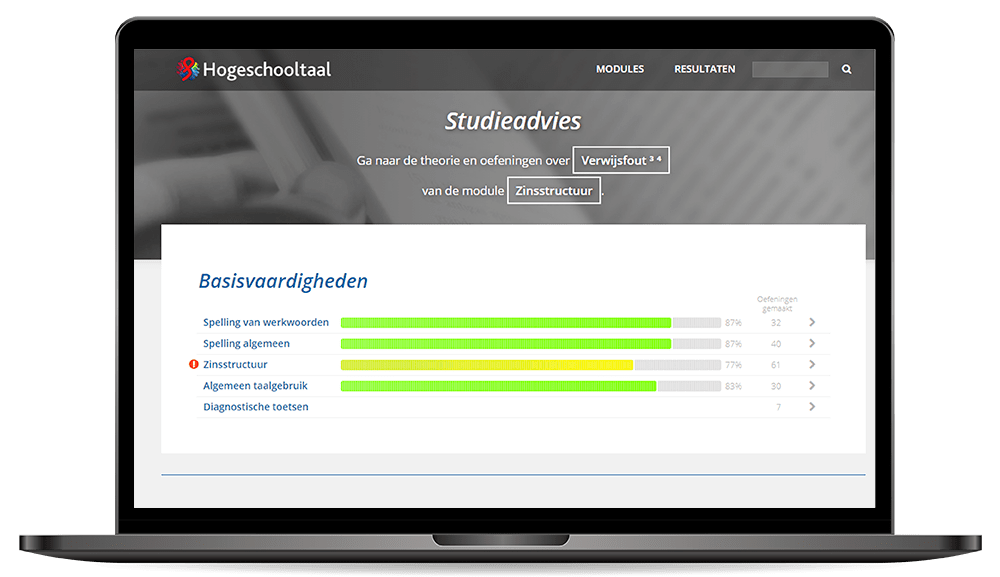 Hogeschooltaal
MODULES RESULTATEN
Studieadvies
Ga naar de theorie en oefeningen over Verwijsfout ³ ⁴
van de module Zinsstructuur.
Basisvaardigheden
Oefeningen
gemaakt
Spelling van werkwoorden 87% 32
Spelling algemeen 87% 40
Zinsstructuur 77% 61
Algemeen taalgebruik 83% 30
Diagnostische toetsen 7